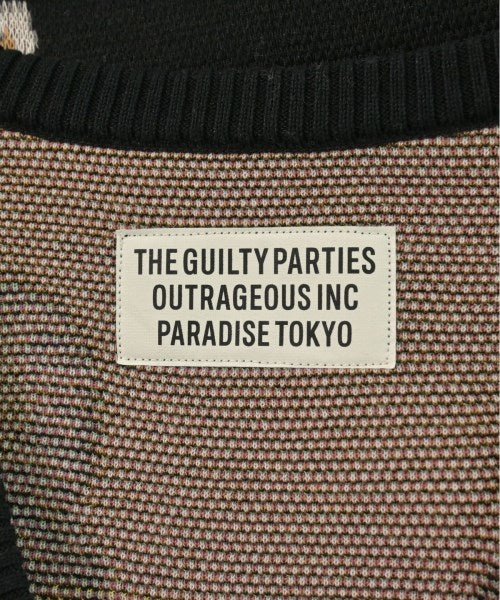 THE GUILTY PARTIES
OUTRAGEOUS INC
PARADISE TOKYO